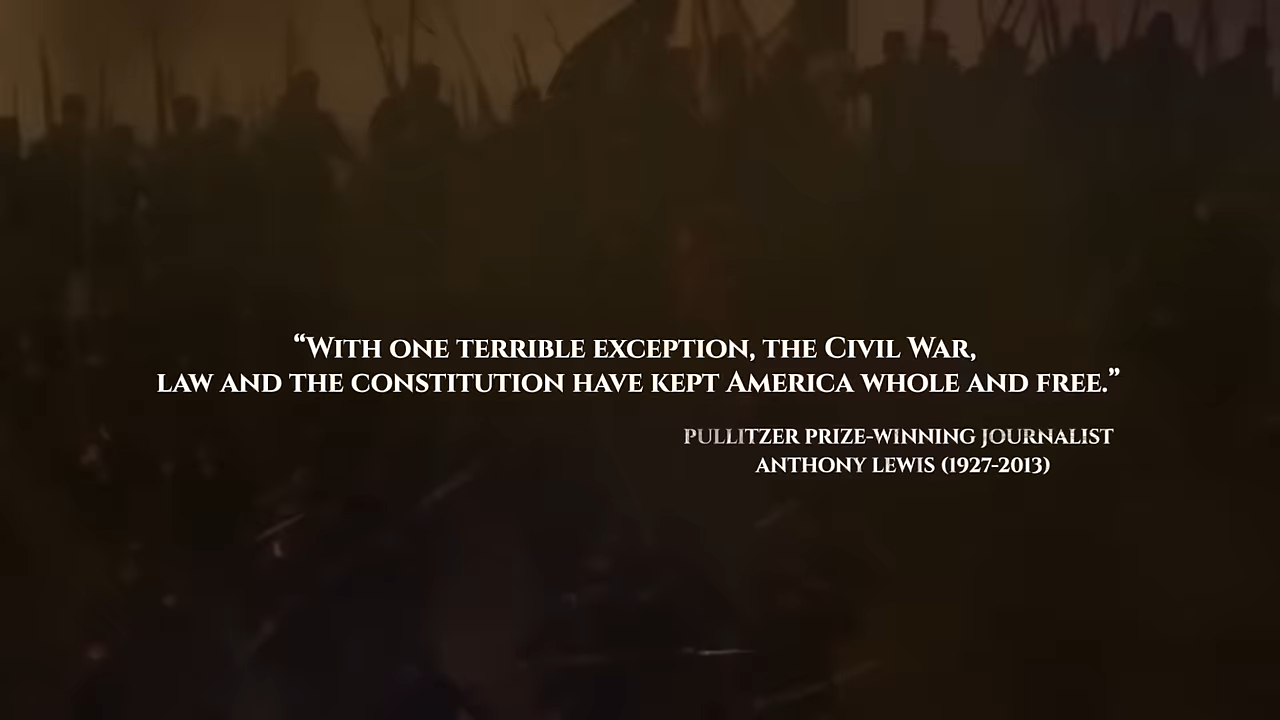 “With one terrible exception, the Civil War,
law and the constitution have kept America whole and free.”
PULLITZER PRIZE-WINNING JOURNALIST
ANTHONY LEWIS (1927-2013)